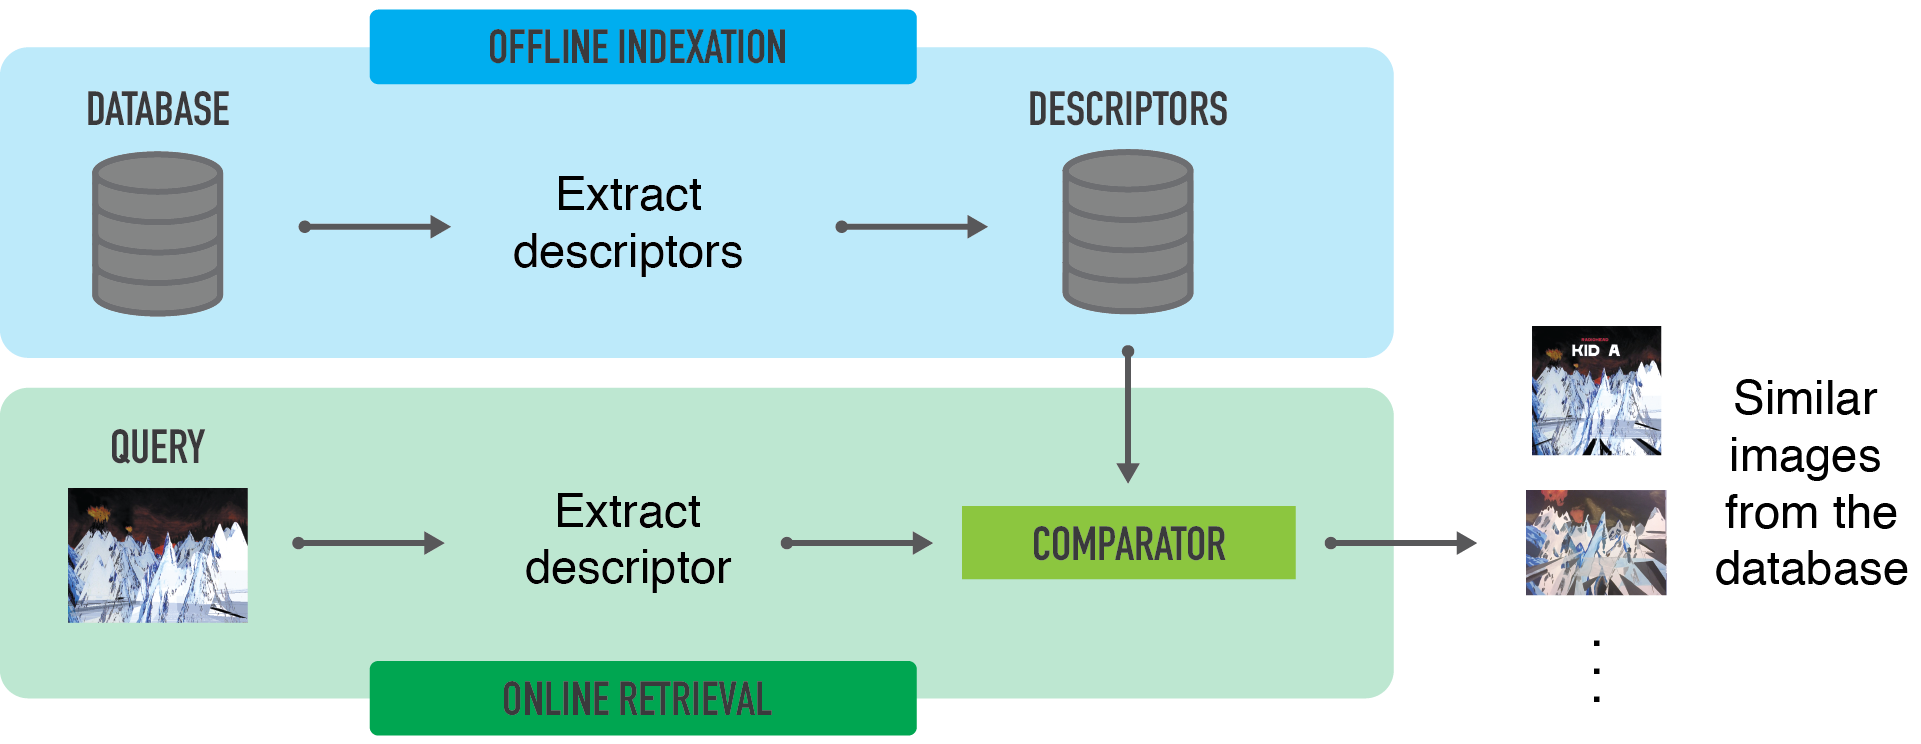 OFFLINE INDEXATION
DATABASE
DESCRIPTORS
Extract
descriptors
QUERY
Extract
descriptor
COMPARATOR
ONLINE RETRIEVAL
KID A
Similar
images
from the
database